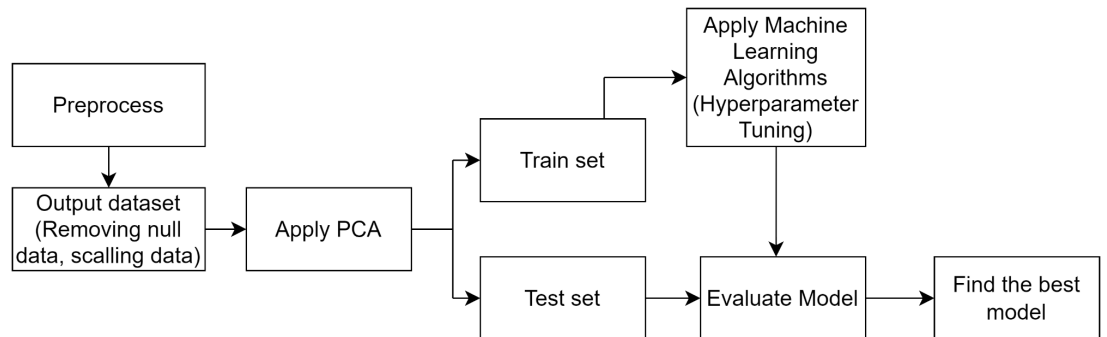 Preprocess
Output dataset
(Removing null
data, scalling data)
Apply PCA
Train set
Test set
Apply Machine
Learning
Algorithms
(Hyperparameter
Tuning)
Evaluate Model
Find the best
model